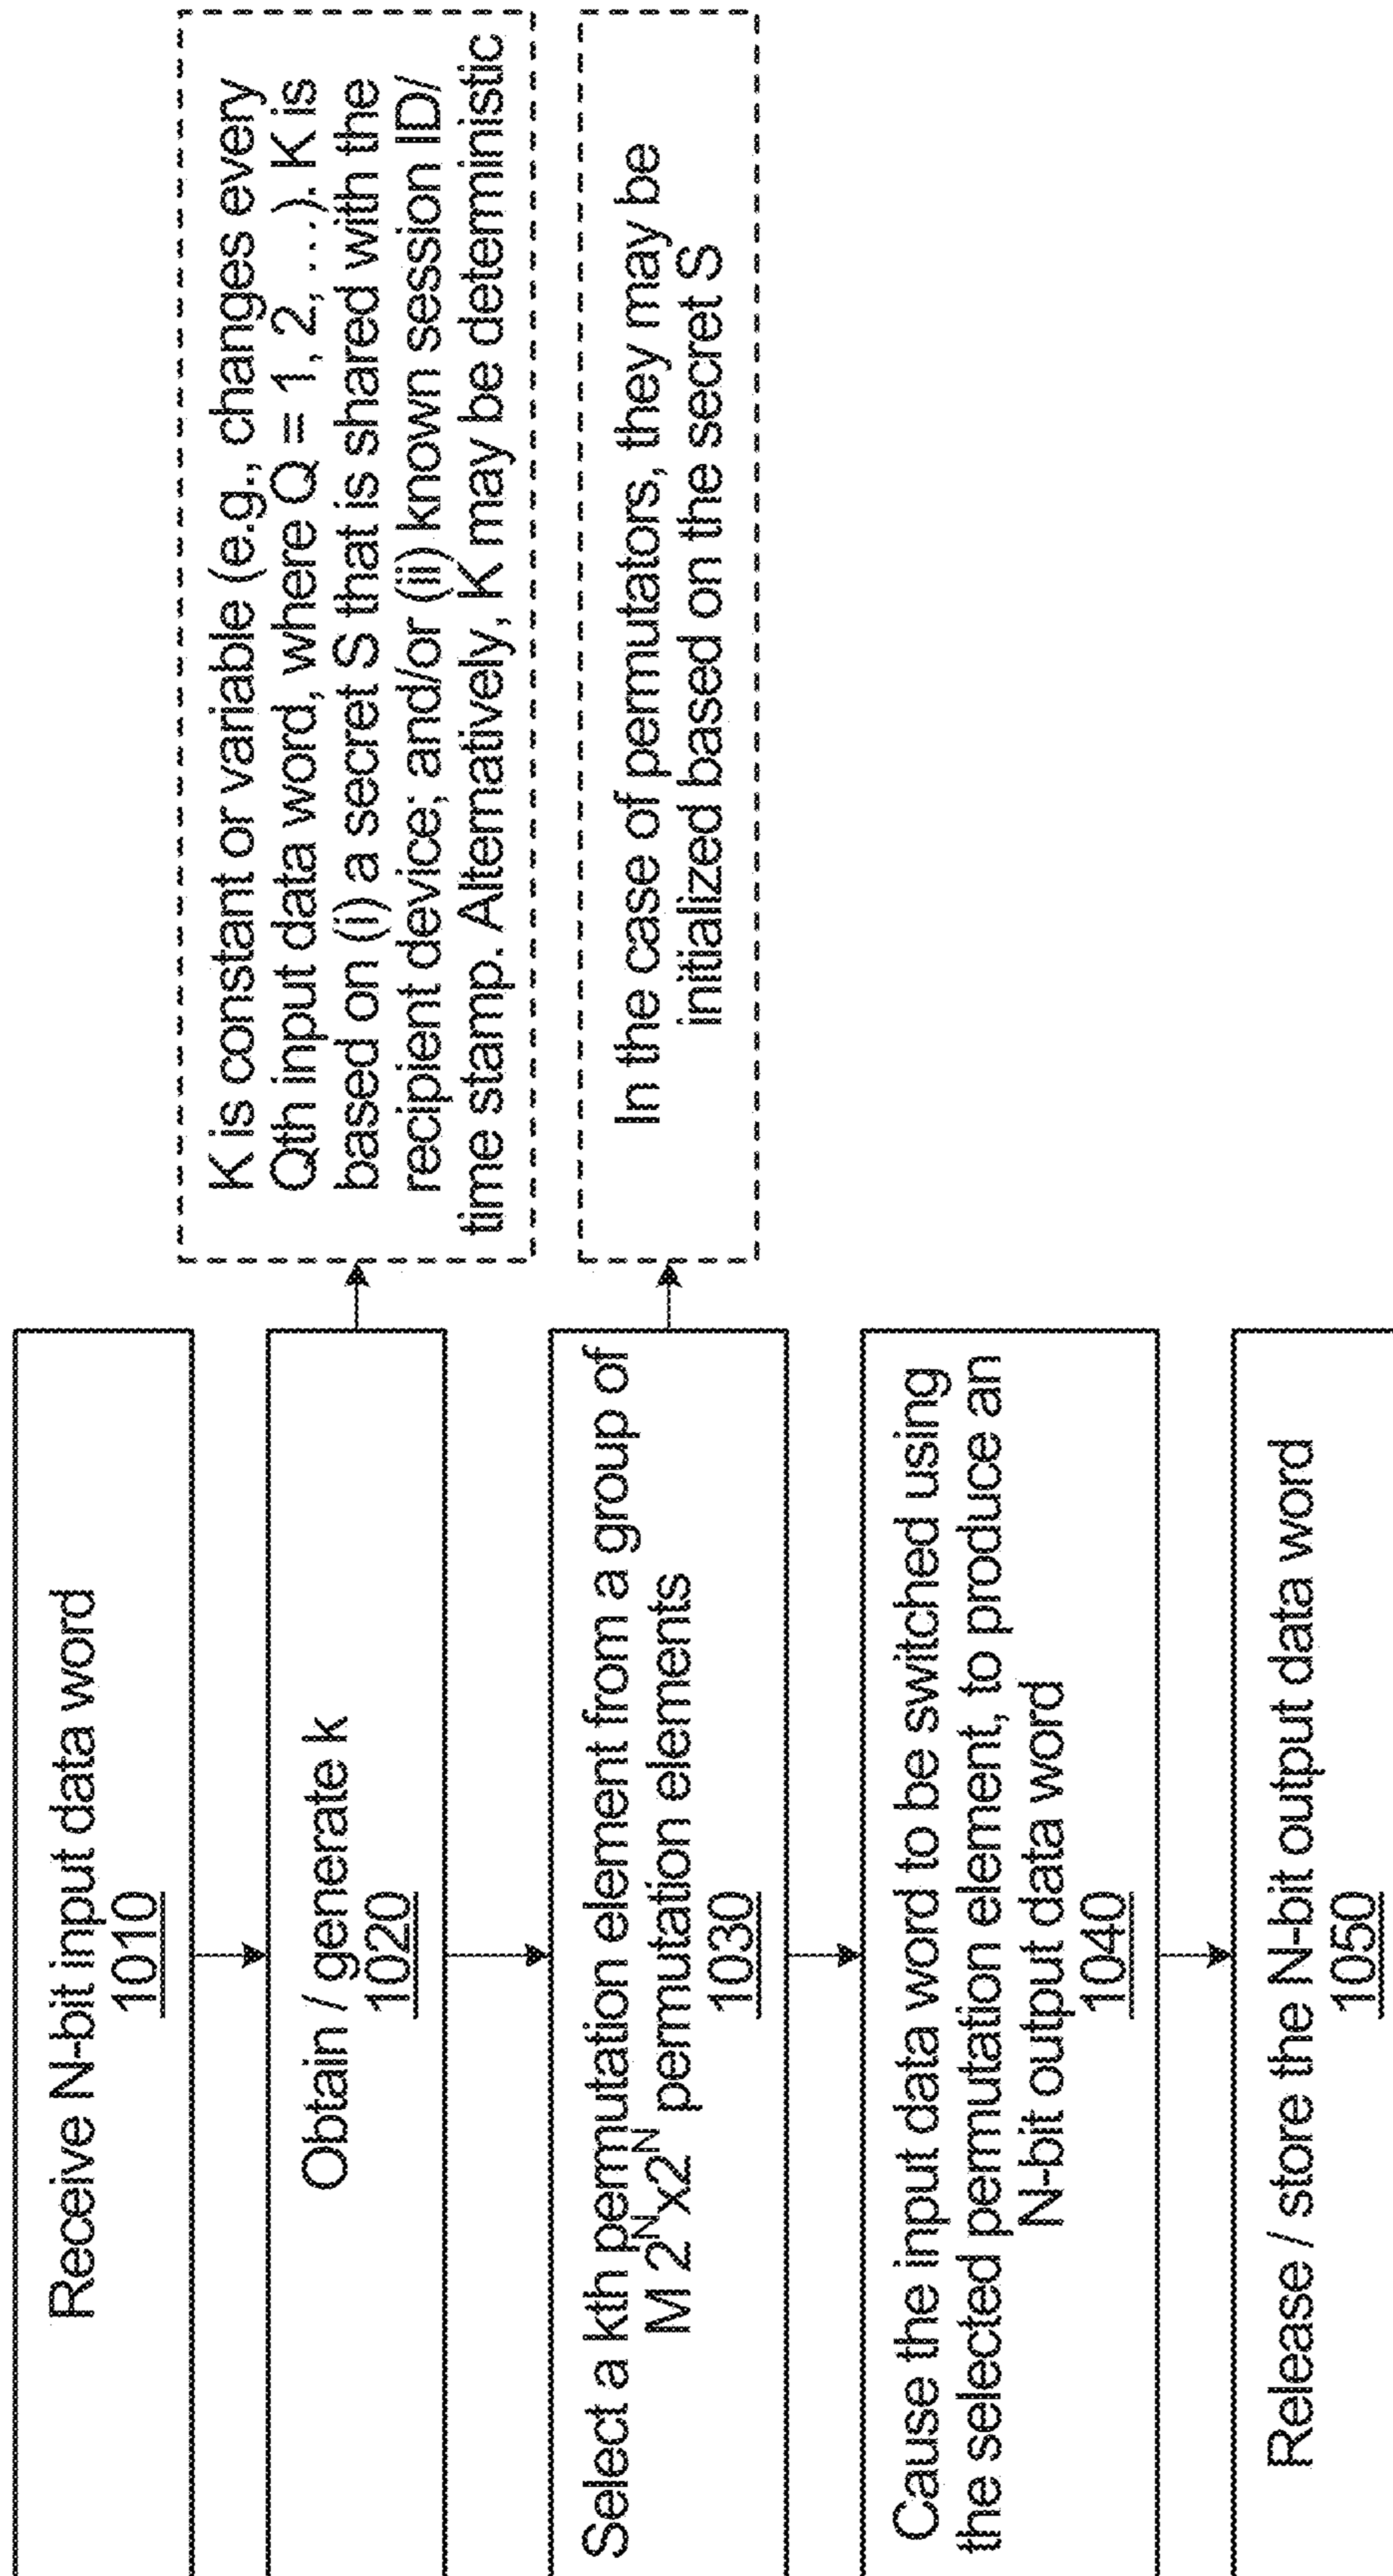 Receive N-bit input data word
1010
Obtain / generate k
1020
K is constant or variable (e.g., changes every
Qth input data word, where Q = 1, 2, ...). K is
based on (i) a secret S that is shared with the
recipient device; and/or (ii) known session ID/
time stamp. Alternatively, K may be deterministic
Select a kth permutation element from a group of
M 2^N x2^N permutation elements
1030
In the case of permutators, they may be
initialized based on the secret S
Cause the input data word to be switched using
the selected permutation element, to produce an
N-bit output data word
1040
Release / store the N-bit output data word
1050